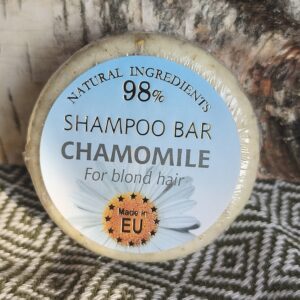 NATURAL INGREDIENTS
98%
SHAMPOO BAR
CHAMOMILE
For blond hair
Made in
EU